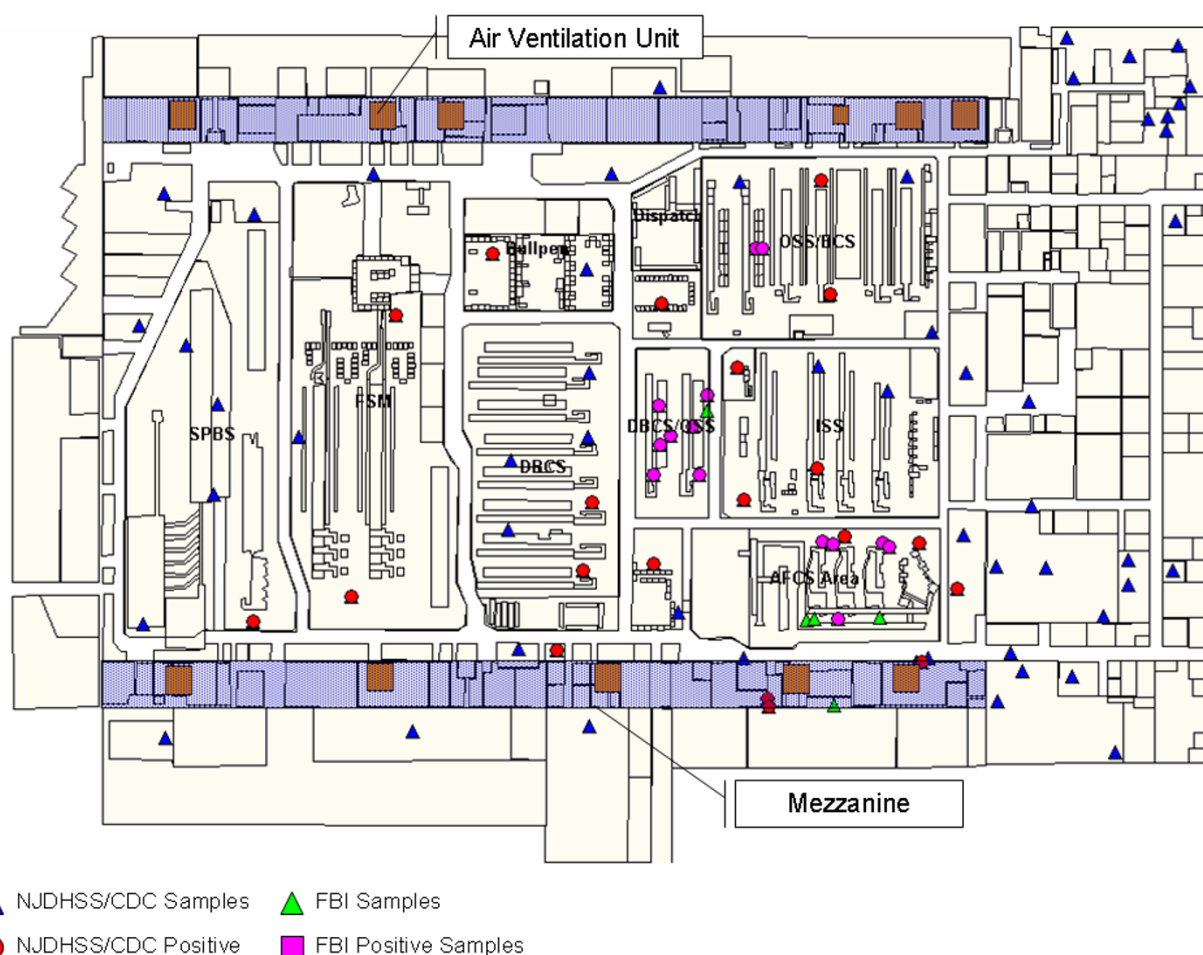 Air Ventilation Unit
Dispatch
Bullpen
OSS/BCS
FSM
SPBS
DBCS
DBCS/OSS
ISS
AFCS Area
Mezzanine
NJDHSS/CDC Samples
FBI Samples
NJDHSS/CDC Positive
FBI Positive Samples